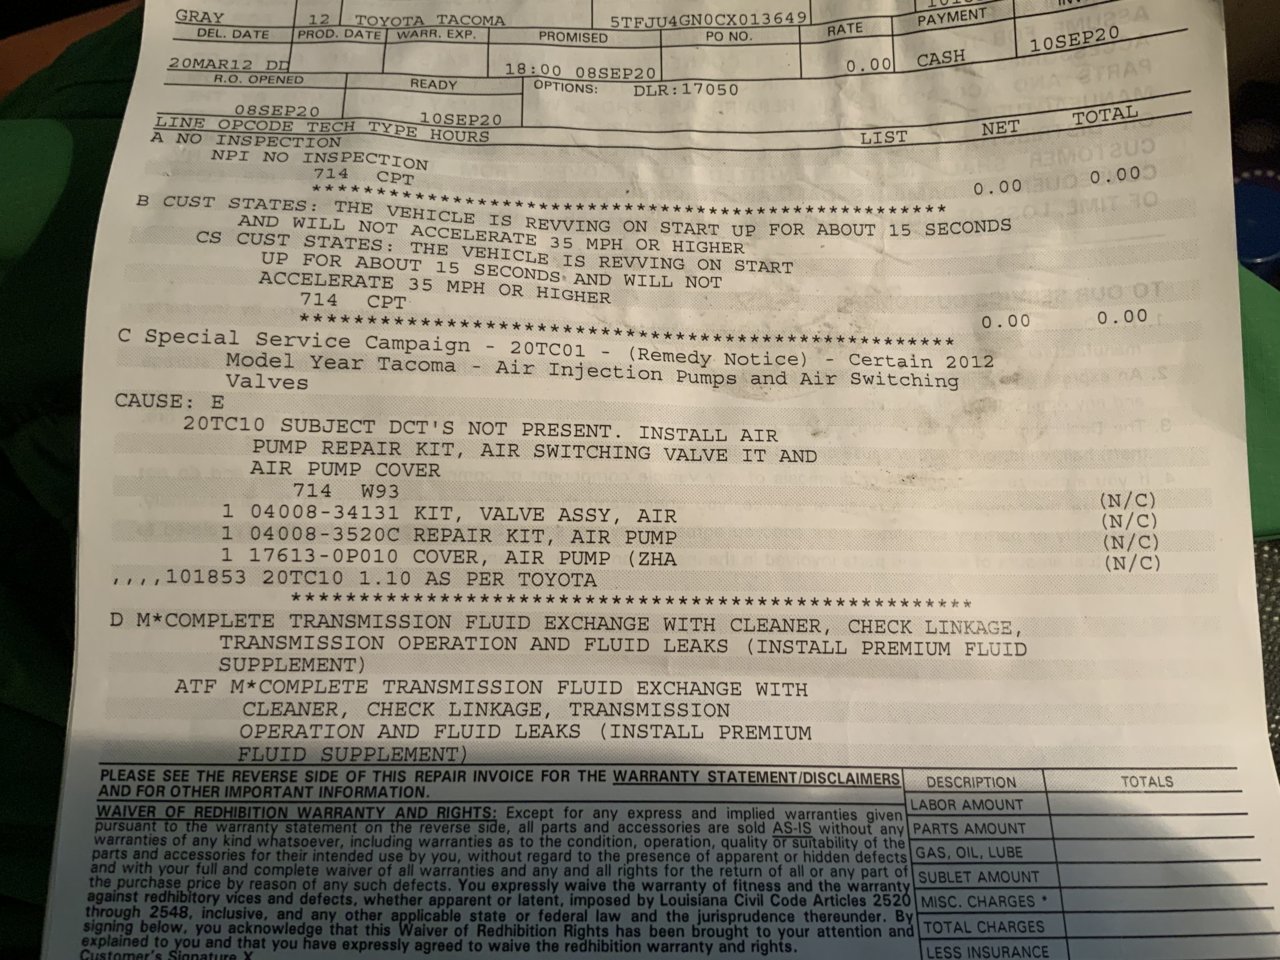 GRAY 12 TOYOTA TACOMA 5TFJU4GN0CX013649
DEL. DATE PROD. DATE WARR. EXP. PROMISED PO NO. RATE PAYMENT
20MAR12 DD 18:00 08SEP20 0.00 CASH 10SEP20
R.O. OPENED READY OPTIONS: DLR:17050
08SEP20 10SEP20
LINE OPCODE TECH TYPE HOURS LIST NET TOTAL
A NO INSPECTION
NPI NO INSPECTION
714 CPT 0.00 0.00
****************************************************
B CUST STATES: THE VEHICLE IS REVVING ON START UP FOR ABOUT 15 SECONDS
AND WILL NOT ACCELERATE 35 MPH OR HIGHER
CS CUST STATES: THE VEHICLE IS REVVING ON START
UP FOR ABOUT 15 SECONDS AND WILL NOT
ACCELERATE 35 MPH OR HIGHER
714 CPT 0.00 0.00
****************************************************
C Special Service Campaign - 20TC01 - (Remedy Notice) - Certain 2012
Model Year Tacoma - Air Injection Pumps and Air Switching
Valves
CAUSE: E
20TC10 SUBJECT DCT'S NOT PRESENT. INSTALL AIR
PUMP REPAIR KIT, AIR SWITCHING VALVE IT AND
AIR PUMP COVER
714 W93 (N/C)
1 04008-34131 KIT, VALVE ASSY, AIR (N/C)
1 04008-3520C REPAIR KIT, AIR PUMP (N/C)
1 17613-0P010 COVER, AIR PUMP (ZHA (N/C)
,,,,101853 20TC10 1.10 AS PER TOYOTA
****************************************************
D M*COMPLETE TRANSMISSION FLUID EXCHANGE WITH CLEANER, CHECK LINKAGE,
TRANSMISSION OPERATION AND FLUID LEAKS (INSTALL PREMIUM FLUID
SUPPLEMENT)
ATF M*COMPLETE TRANSMISSION FLUID EXCHANGE WITH
CLEANER, CHECK LINKAGE, TRANSMISSION
OPERATION AND FLUID LEAKS (INSTALL PREMIUM
FLUID SUPPLEMENT)
PLEASE SEE THE REVERSE SIDE OF THIS REPAIR INVOICE FOR THE WARRANTY STATEMENT/DISCLAIMERS
AND FOR OTHER IMPORTANT INFORMATION.
WAIVER OF REDHIBITION WARRANTY AND RIGHTS: Except for any express and implied warranties given
pursuant to the warranty statement on the reverse side, all parts and accessories are sold AS-IS without any
warranties of any kind whatsoever, including warranties as to the condition, operation, quality or suitability of the
parts and accessories for their intended use by you, without regard to the presence of apparent or hidden defects
and with your full and complete waiver of all warranties and any and all rights for the return of all or any part of
the purchase price by reason of any such defects. You expressly waive the warranty of fitness and the warranty
against redhibitory vices and defects, whether apparent or latent, imposed by Louisiana Civil Code Articles 2520
through 2548, inclusive, and any other applicable state or federal law and the jurisprudence thereunder. By
signing below, you acknowledge that this Waiver of Redhibition Rights has been brought to your attention and
explained to you and that you have expressly agreed to waive the redhibition warranty and rights.
Customer's Signature X
DESCRIPTION TOTALS
LABOR AMOUNT
PARTS AMOUNT
GAS, OIL, LUBE
SUBLET AMOUNT
MISC. CHARGES *
TOTAL CHARGES
LESS INSURANCE